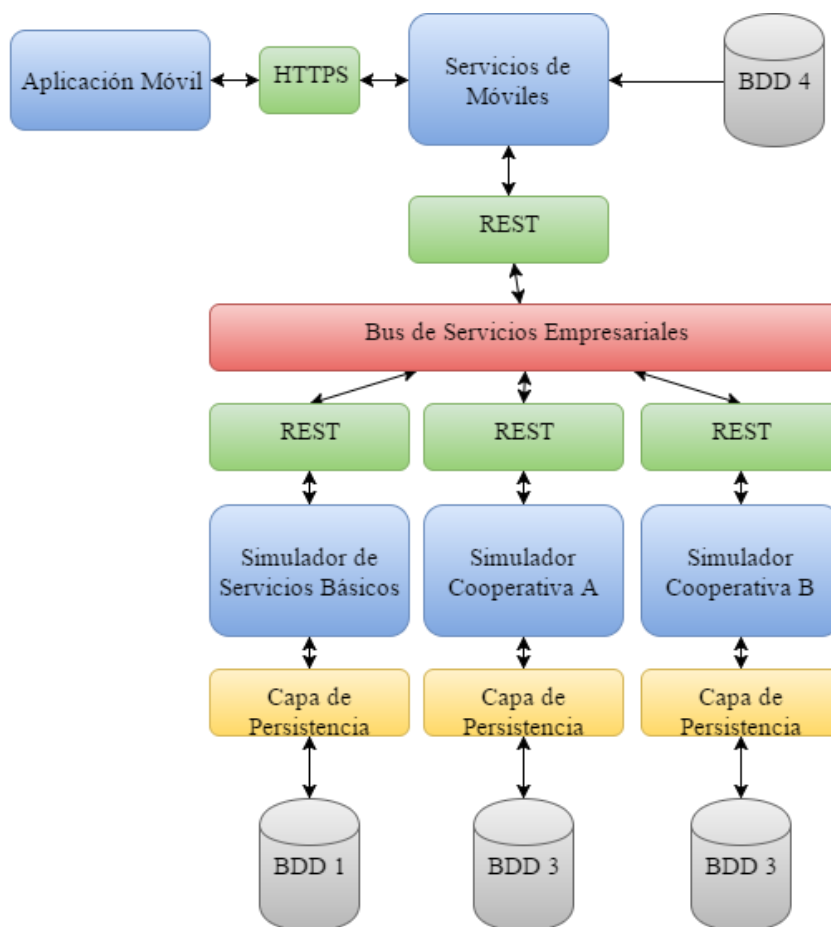 Aplicación Móvil
HTTPS
Servicios de
Móviles
BDD 4
REST
Bus de Servicios Empresariales
REST
REST
REST
Simulador de
Servicios Básicos
Simulador
Cooperativa A
Simulador
Cooperativa B
Capa de
Persistencia
Capa de
Persistencia
Capa de
Persistencia
BDD 1
BDD 3
BDD 3